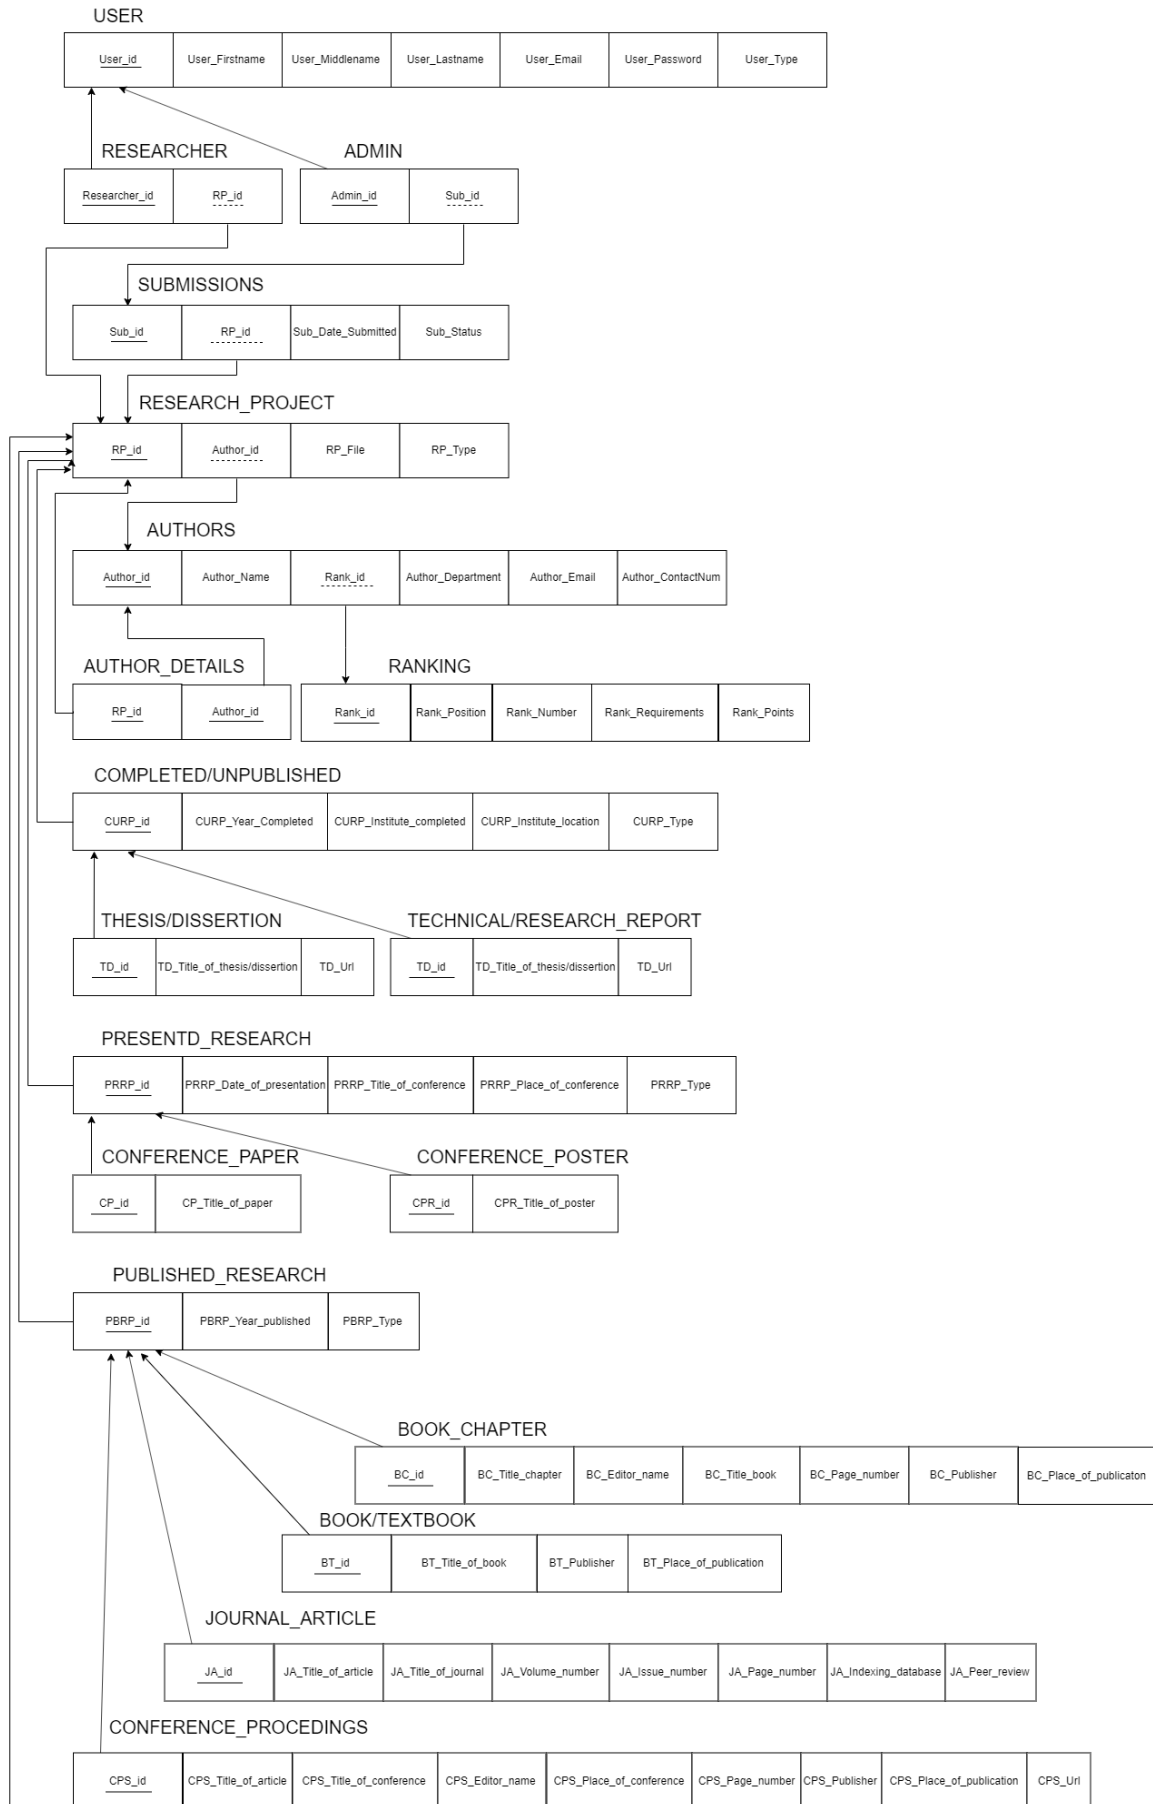 USER
User_id User_Firstname User_Middlename User_Lastname User_Email User_Password User_Type
RESEARCHER ADMIN
Researcher_id RP_id Admin_id Sub_id
SUBMISSIONS
Sub_id RP_id Sub_Date_Submitted Sub_Status
RESEARCH_PROJECT
RP_id Author_id RP_File RP_Type
AUTHORS
Author_id Author_Name Rank_id Author_Department Author_Email Author_ContactNum
AUTHOR_DETAILS RANKING
RP_id Author_id Rank_id Rank_Position Rank_Number Rank_Requirements Rank_Points
COMPLETED/UNPUBLISHED
CURP_id CURP_Year_Completed CURP_Institute_completed CURP_Institute_location CURP_Type
THESIS/DISSERTION TECHNICAL/RESEARCH_REPORT
TD_id TD_Title_of_thesis/dissertion TD_Url TD_id TD_Title_of_thesis/dissertion TD_Url
PRESENTD_RESEARCH
PRRP_id PRRP_Date_of_presentation PRRP_Title_of_conference PRRP_Place_of_conference PRRP_Type
CONFERENCE_PAPER CONFERENCE_POSTER
CP_id CP_Title_of_paper CPR_id CPR_Title_of_poster
PUBLISHED_RESEARCH
PBRP_id PBRP_Year_published PBRP_Type
BOOK_CHAPTER
BC_id BC_Title_chapter BC_Editor_name BC_Title_book BC_Page_number BC_Publisher BC_Place_of_publicaton
BOOK/TEXTBOOK
BT_id BT_Title_of_book BT_Publisher BT_Place_of_publication
JOURNAL_ARTICLE
JA_id JA_Title_of_article JA_Title_of_journal JA_Volume_number JA_Issue_number JA_Page_number JA_Indexing_database JA_Peer_review
CONFERENCE_PROCEDINGS
CPS_id CPS_Title_of_article CPS_Title_of_conference CPS_Editor_name CPS_Place_of_conference CPS_Page_number CPS_Publisher CPS_Place_of_publication CPS_Url